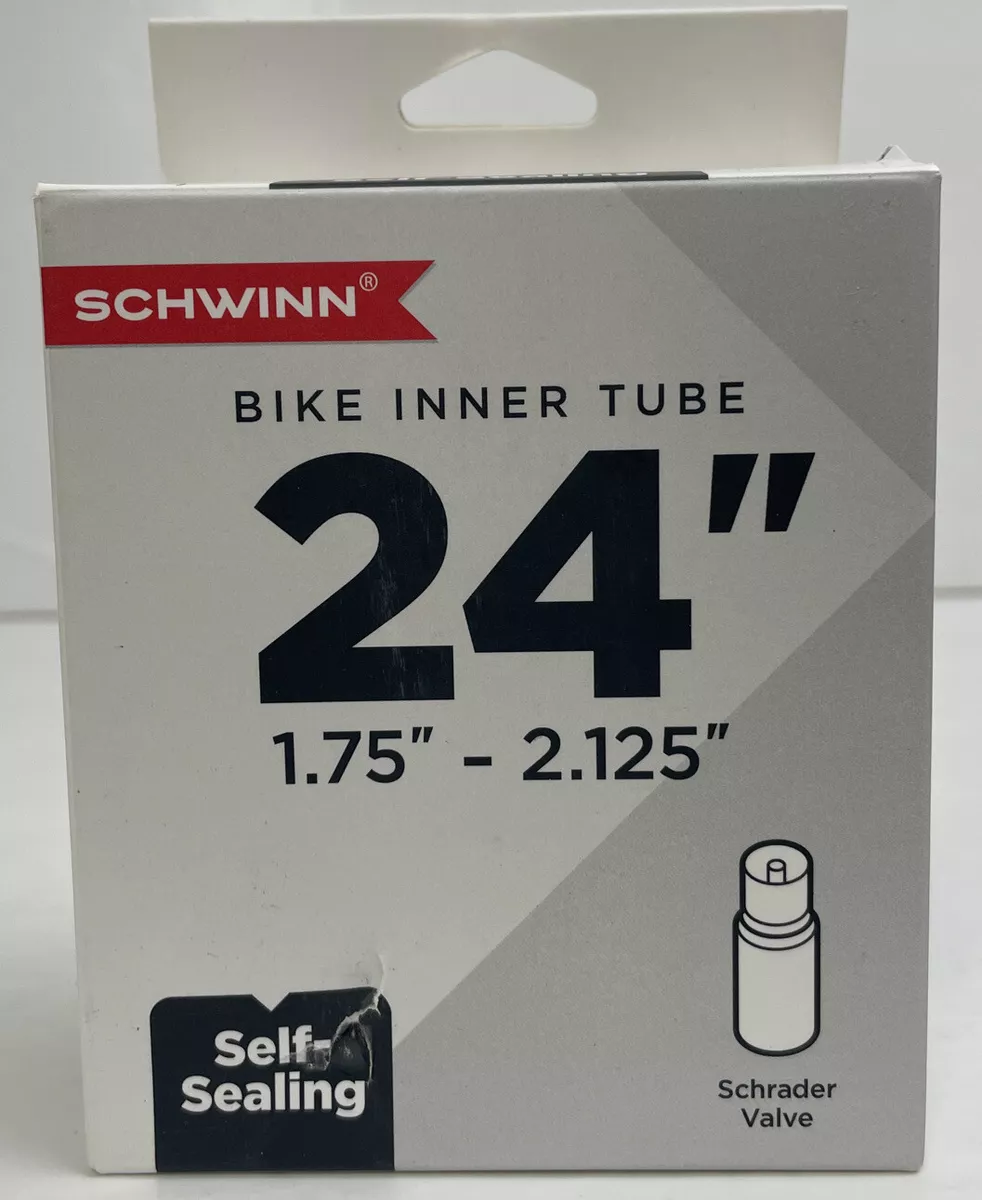 SCHWINN®
BIKE INNER TUBE
24"
1.75" - 2.125"
Self-
Sealing
Schrader
Valve